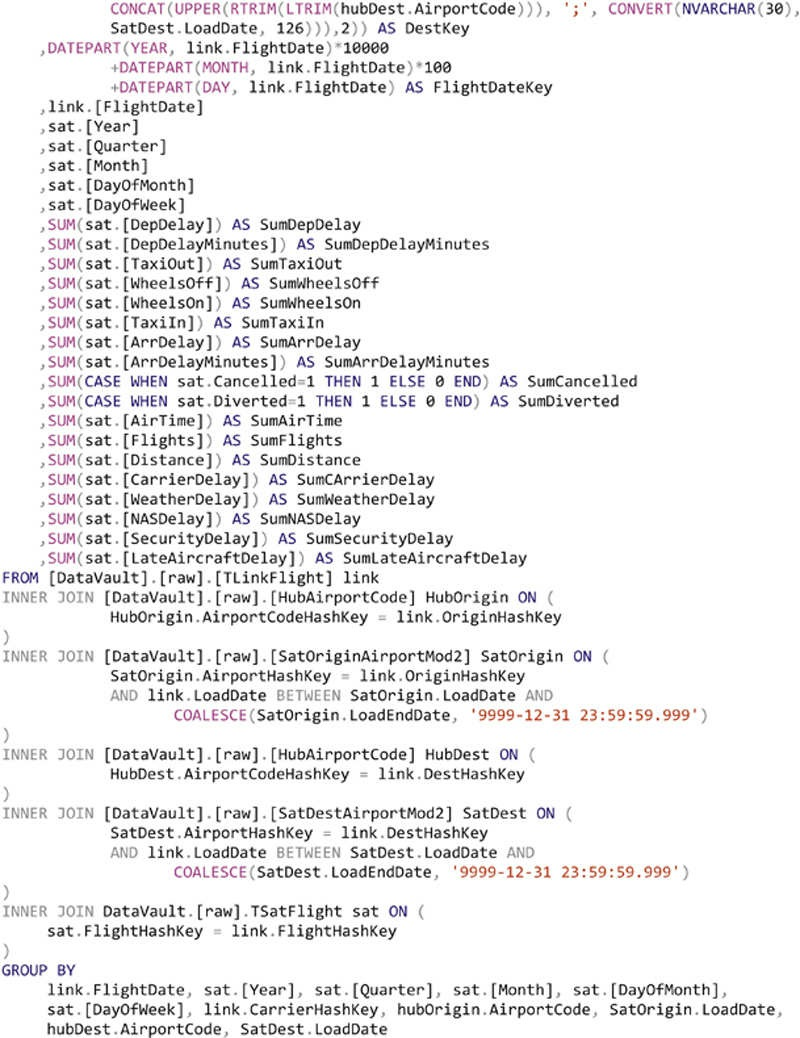 CONCAT(UPPER(RTRIM(LTRIM(hubDest.AirportCode))), ';', CONVERT(NVARCHAR(30),
SatDest.LoadDate, 126))),2)) AS DestKey
,DATEPART(YEAR, link.FlightDate)*10000
+DATEPART(MONTH, link.FlightDate)*100
+DATEPART(DAY, link.FlightDate) AS FlightDateKey
,link.[FlightDate]
,sat.[Year]
,sat.[Quarter]
,sat.[Month]
,sat.[DayOfMonth]
,sat.[DayOfWeek]
,SUM(sat.[DepDelay]) AS SumDepDelay
,SUM(sat.[DepDelayMinutes]) AS SumDepDelayMinutes
,SUM(sat.[TaxiOut]) AS SumTaxiOut
,SUM(sat.[WheelsOff]) AS SumWheelsOff
,SUM(sat.[WheelsOn]) AS SumWheelsOn
,SUM(sat.[TaxiIn]) AS SumTaxiIn
,SUM(sat.[ArrDelay]) AS SumArrDelay
,SUM(sat.[ArrDelayMinutes]) AS SumArrDelayMinutes
,SUM(CASE WHEN sat.Cancelled=1 THEN 1 ELSE 0 END) AS SumCancelled
,SUM(CASE WHEN sat.Diverted=1 THEN 1 ELSE 0 END) AS SumDiverted
,SUM(sat.[AirTime]) AS SumAirTime
,SUM(sat.[Flights]) AS SumFlights
,SUM(sat.[Distance]) AS SumDistance
,SUM(sat.[CarrierDelay]) AS SumCArrierDelay
,SUM(sat.[WeatherDelay]) AS SumWeatherDelay
,SUM(sat.[NASDelay]) AS SumNASDelay
,SUM(sat.[SecurityDelay]) AS SumSecurityDelay
,SUM(sat.[LateAircraftDelay]) AS SumLateAircraftDelay
FROM [DataVault].[raw].[TLinkFlight] link
INNER JOIN [DataVault].[raw].[HubAirportCode] HubOrigin ON (
HubOrigin.AirportCodeHashKey = link.OriginHashKey
)
INNER JOIN [DataVault].[raw].[SatOriginAirportMod2] SatOrigin ON (
SatOrigin.AirportHashKey = link.OriginHashKey
AND link.LoadDate BETWEEN SatOrigin.LoadDate AND
COALESCE(SatOrigin.LoadEndDate, '9999-12-31 23:59:59.999')
)
INNER JOIN [DataVault].[raw].[HubAirportCode] HubDest ON (
HubDest.AirportCodeHashKey = link.DestHashKey
)
INNER JOIN [DataVault].[raw].[SatDestAirportMod2] SatDest ON (
SatDest.AirportHashKey = link.DestHashKey
AND link.LoadDate BETWEEN SatDest.LoadDate AND
COALESCE(SatDest.LoadEndDate, '9999-12-31 23:59:59.999')
)
INNER JOIN DataVault.[raw].TSatFlight sat ON (
sat.FlightHashKey = link.FlightHashKey
)
GROUP BY
link.FlightDate, sat.[Year], sat.[Quarter], sat.[Month], sat.[DayOfMonth],
sat.[DayOfWeek], link.CarrierHashKey, hubOrigin.AirportCode, SatOrigin.LoadDate,
hubDest.AirportCode, SatDest.LoadDate